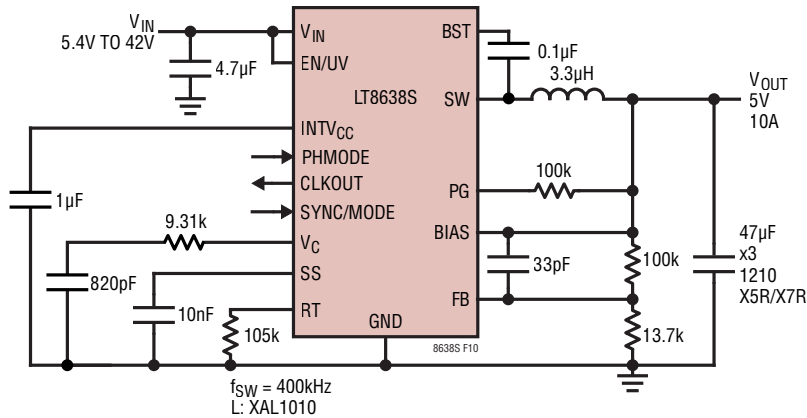 VIN
5.4V TO 42V
4.7µF
VIN
EN/UV
BST
0.1µF
3.3µH
LT8638S
SW
VOUT
5V
10A
INTVCC
PHMODE
CLKOUT
SYNC/MODE
1µF
PG
100k
BIAS
9.31k
VC
33pF
100k
47µF
x3
1210
X5R/X7R
820pF
SS
10nF
FB
RT
105k
GND
13.7k
8638S F10
fSW = 400kHz
L: XAL1010